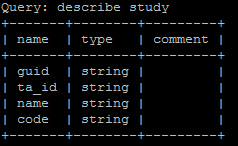 Query: describe study
+-------+--------+---------+
| name  | type   | comment |
+-------+--------+---------+
| guid  | string |         |
| ta_id | string |         |
| name  | string |         |
| code  | string |         |
+-------+--------+---------+